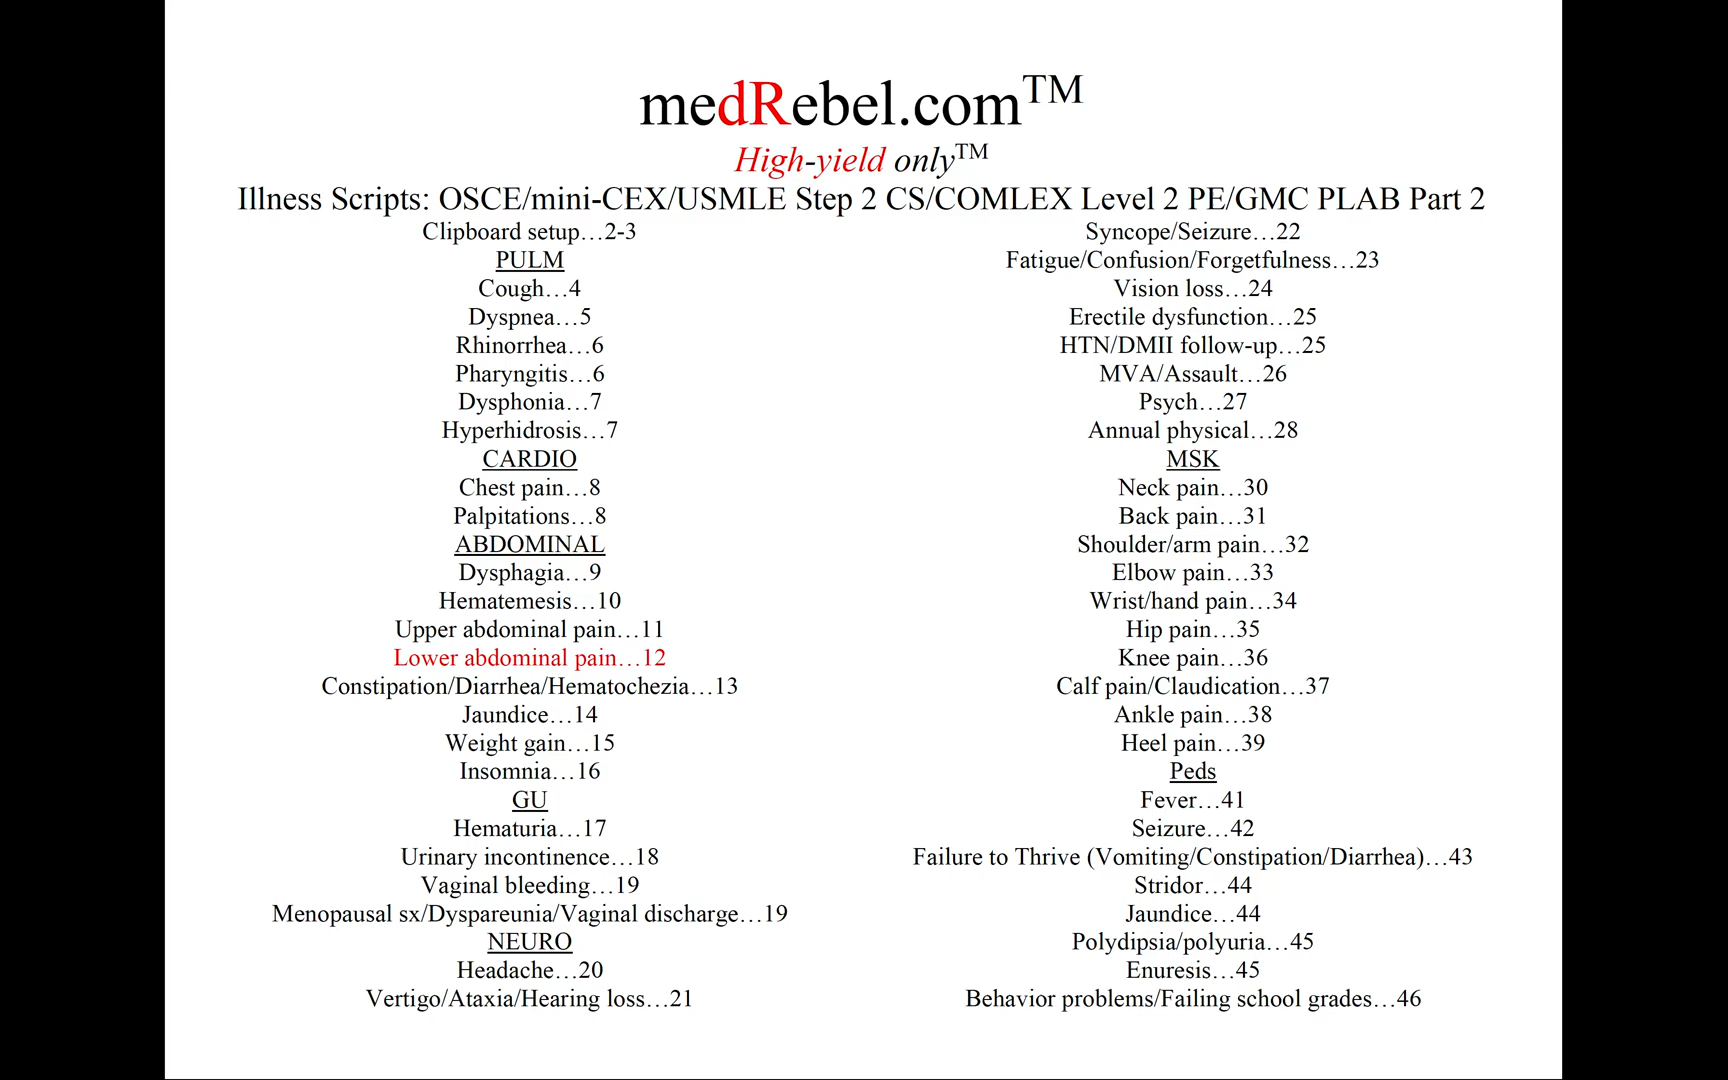 medRebel.com™
High-yield only™
Illness Scripts: OSCE/mini-CEX/USMLE Step 2 CS/COMLEX Level 2 PE/GMC PLAB Part 2
Clipboard setup…2-3
PULM
Cough…4
Dyspnea…5
Rhinorrhea…6
Pharyngitis…6
Dysphonia…7
Hyperhidrosis…7
CARDIO
Chest pain…8
Palpitations…8
ABDOMINAL
Dysphagia…9
Hematemesis…10
Upper abdominal pain…11
Lower abdominal pain…12
Constipation/Diarrhea/Hematochezia…13
Jaundice…14
Weight gain…15
Insomnia…16
GU
Hematuria…17
Urinary incontinence…18
Vaginal bleeding…19
Menopausal sx/Dyspareunia/Vaginal discharge…19
NEURO
Headache…20
Vertigo/Ataxia/Hearing loss…21
Syncope/Seizure…22
Fatigue/Confusion/Forgetfulness…23
Vision loss…24
Erectile dysfunction…25
HTN/DMII follow-up…25
MVA/Assault…26
Psych…27
Annual physical…28
MSK
Neck pain…30
Back pain…31
Shoulder/arm pain…32
Elbow pain…33
Wrist/hand pain…34
Hip pain…35
Knee pain…36
Calf pain/Claudication…37
Ankle pain…38
Heel pain…39
Peds
Fever…41
Seizure…42
Failure to Thrive (Vomiting/Constipation/Diarrhea)…43
Stridor…44
Jaundice…44
Polydipsia/polyuria…45
Enuresis…45
Behavior problems/Failing school grades…46